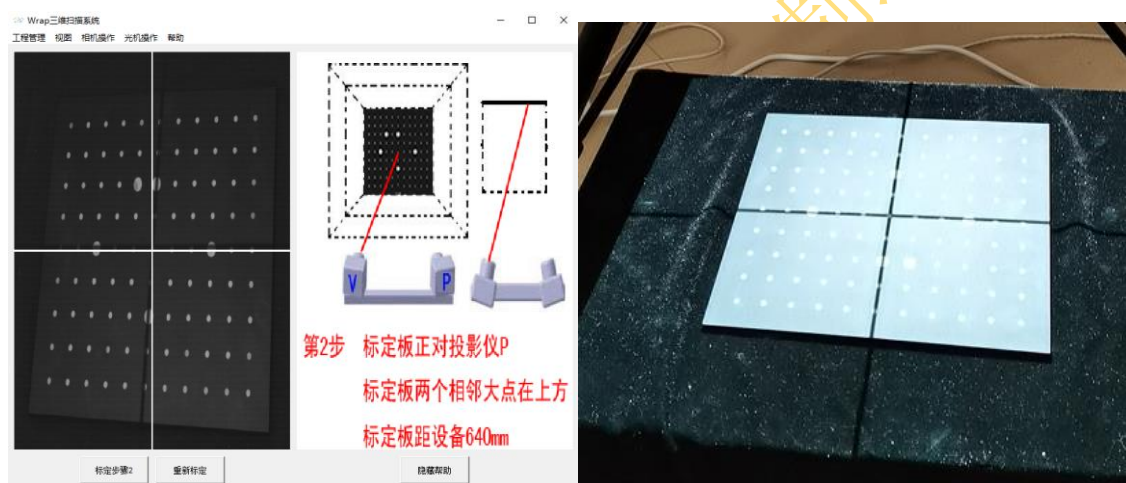 Wrap三维扫描系统
工程管理 视图 相机操作 光机操作 帮助
V
P
第2步 标定板正对投影仪P
标定板两个相邻大点在上方
标定板距设备640mm
标定步骤2 重新标定 隐藏帮助